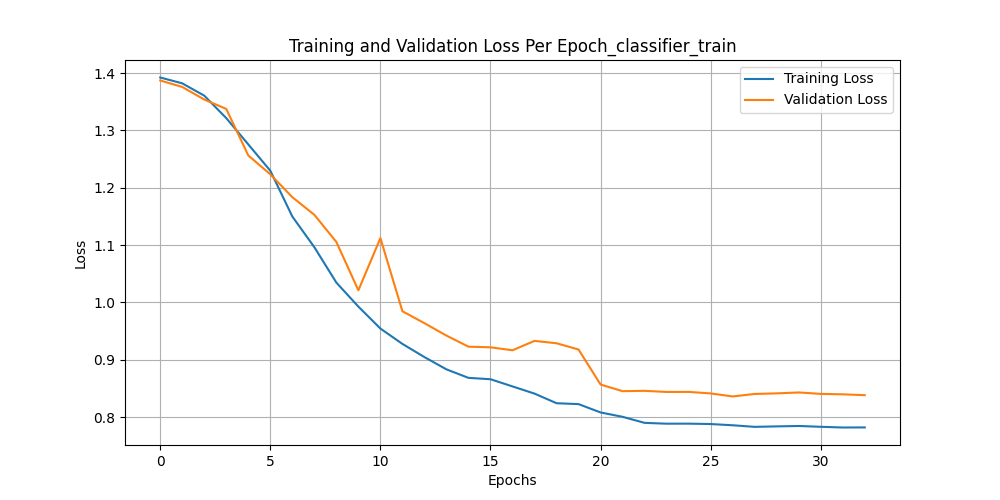 Training and Validation Loss Per Epoch_classifier_train
Training Loss
Validation Loss
Loss
1.4
1.3
1.2
1.1
1.0
0.9
0.8
0
5
10
15
20
25
30
Epochs